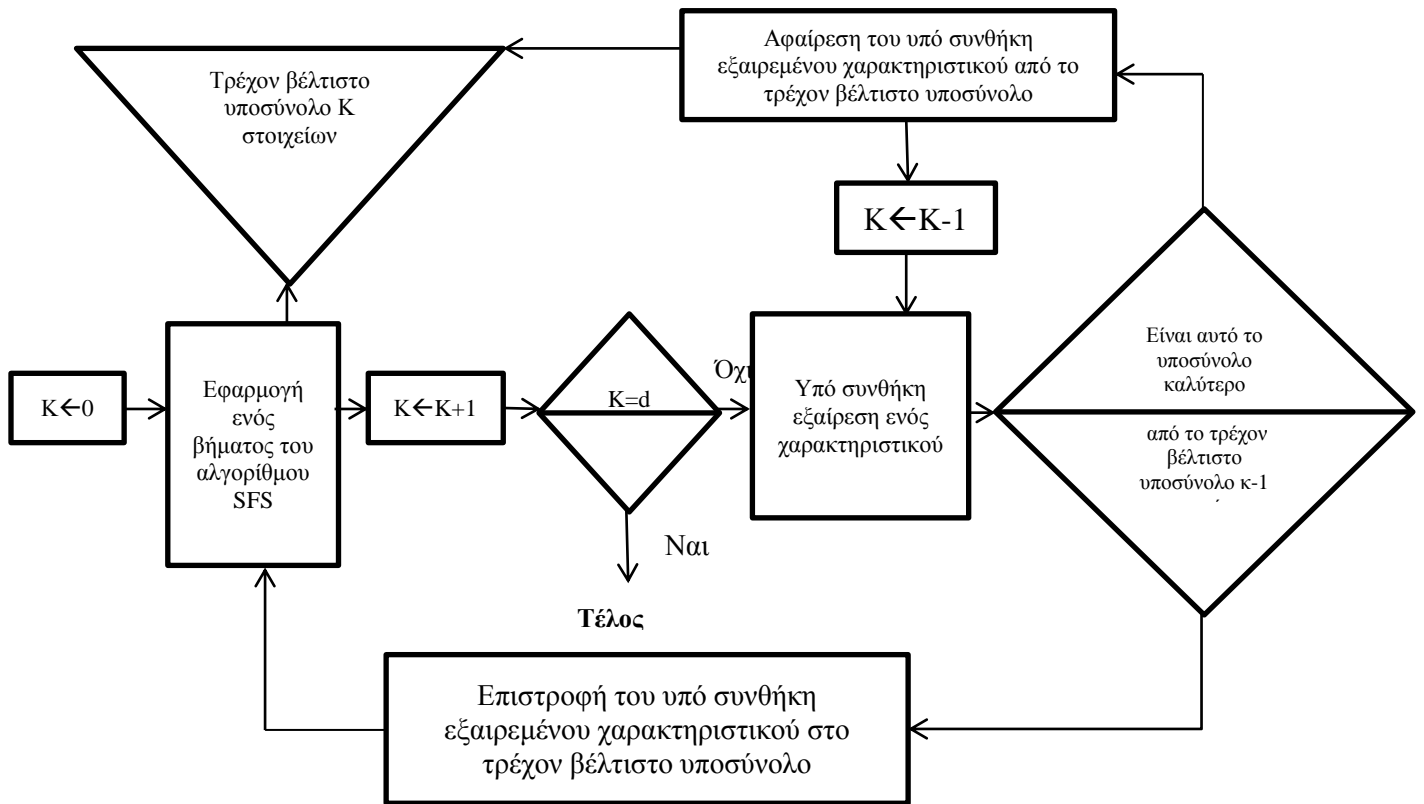 Αφαίρεση του υπό συνθήκη
εξαιρεμένου χαρακτηριστικού από το
τρέχον βέλτιστο υποσύνολο
Τρέχον βέλτιστο
υποσύνολο Κ
στοιχείων
Κ←Κ-1
Κ←0
Εφαρμογή
ενός
βήματος του
αλγορίθμου
SFS
Κ←Κ+1
Κ=d
Όχι
Ναι
Τέλος
Υπό συνθήκη
εξαίρεση ενός
χαρακτηριστικού
Είναι αυτό το
υποσύνολο
καλύτερο
από το τρέχον
βέλτιστο
υποσύνολο κ-1
Επιστροφή του υπό συνθήκη
εξαιρεμένου χαρακτηριστικού στο
τρέχον βέλτιστο υποσύνολο